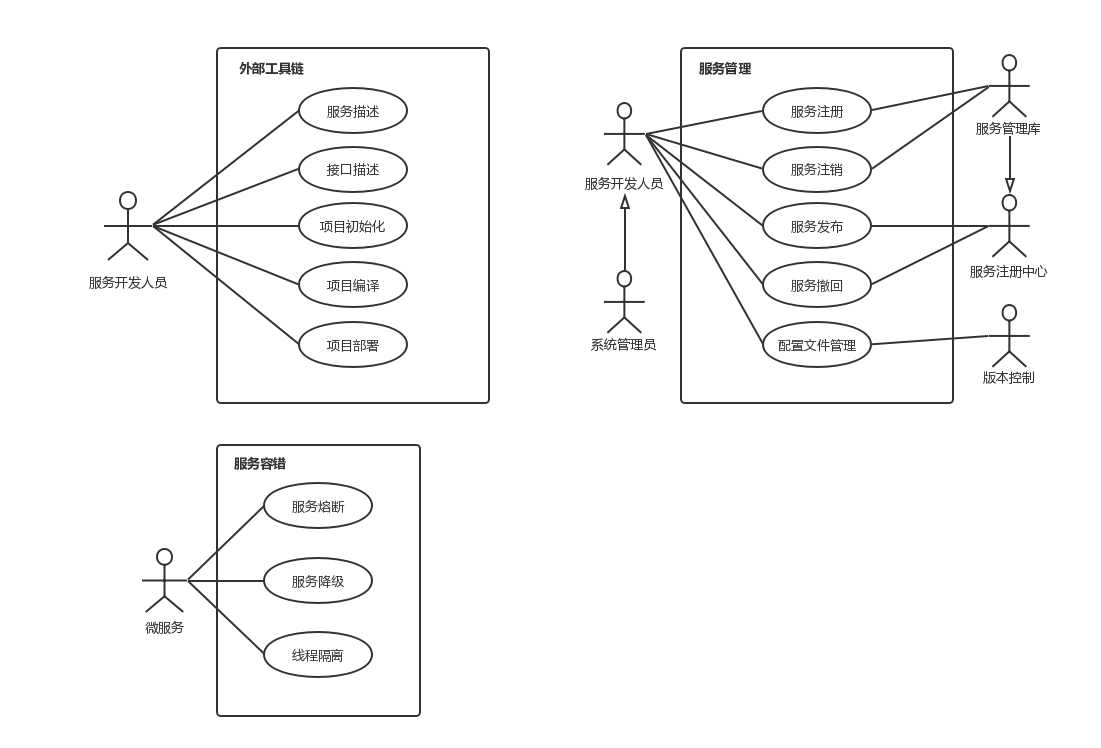 外部工具链
服务描述
接口描述
项目初始化
项目编译
项目部署
服务开发人员
服务管理
服务注册
服务注销
服务发布
服务撤回
配置文件管理
服务开发人员
系统管理员
服务管理库
服务注册中心
版本控制
服务容错
服务熔断
服务降级
线程隔离
微服务